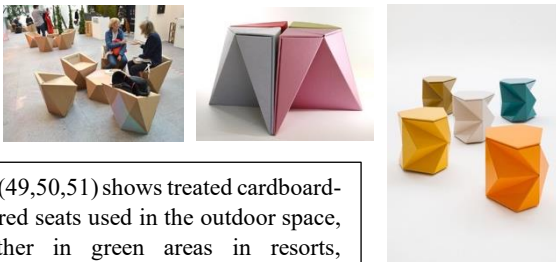 (49,50,51) shows treated cardboard-
red seats used in the outdoor space,
ther in green areas in resorts,